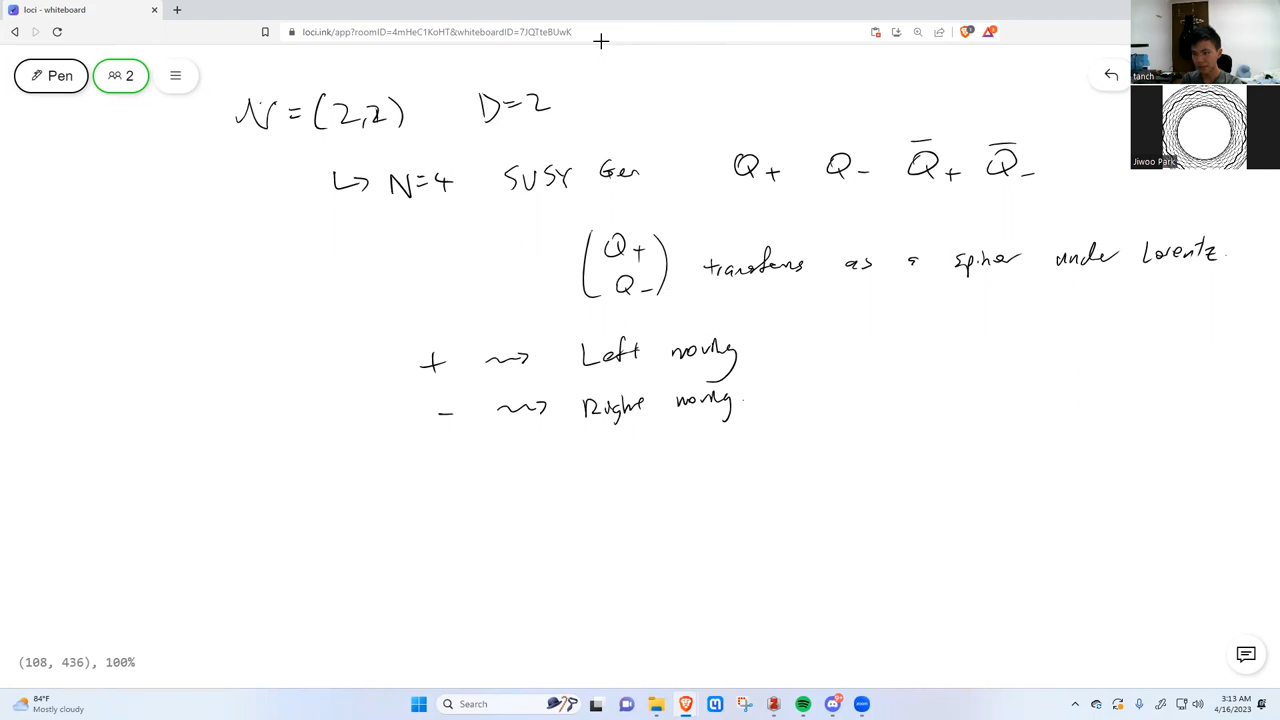 loci - whiteboard
loci.ink/app?roomID=4mHeC1KoHT&whiteboardID=7JQTteBUwK
Pen
2
tanch
Jiwoo Park
N = (2,2) D=2
↳ N=4 SUSY Gen Q+ Q- Q̄+ Q̄-
(Q+
Q-) transforms as a spinor under Lorentz.
+ ⇝ Left moving
- ⇝ Right moving.
(108, 436), 100%
84°F
Mostly cloudy
Search
3:13 AM
4/16/2023